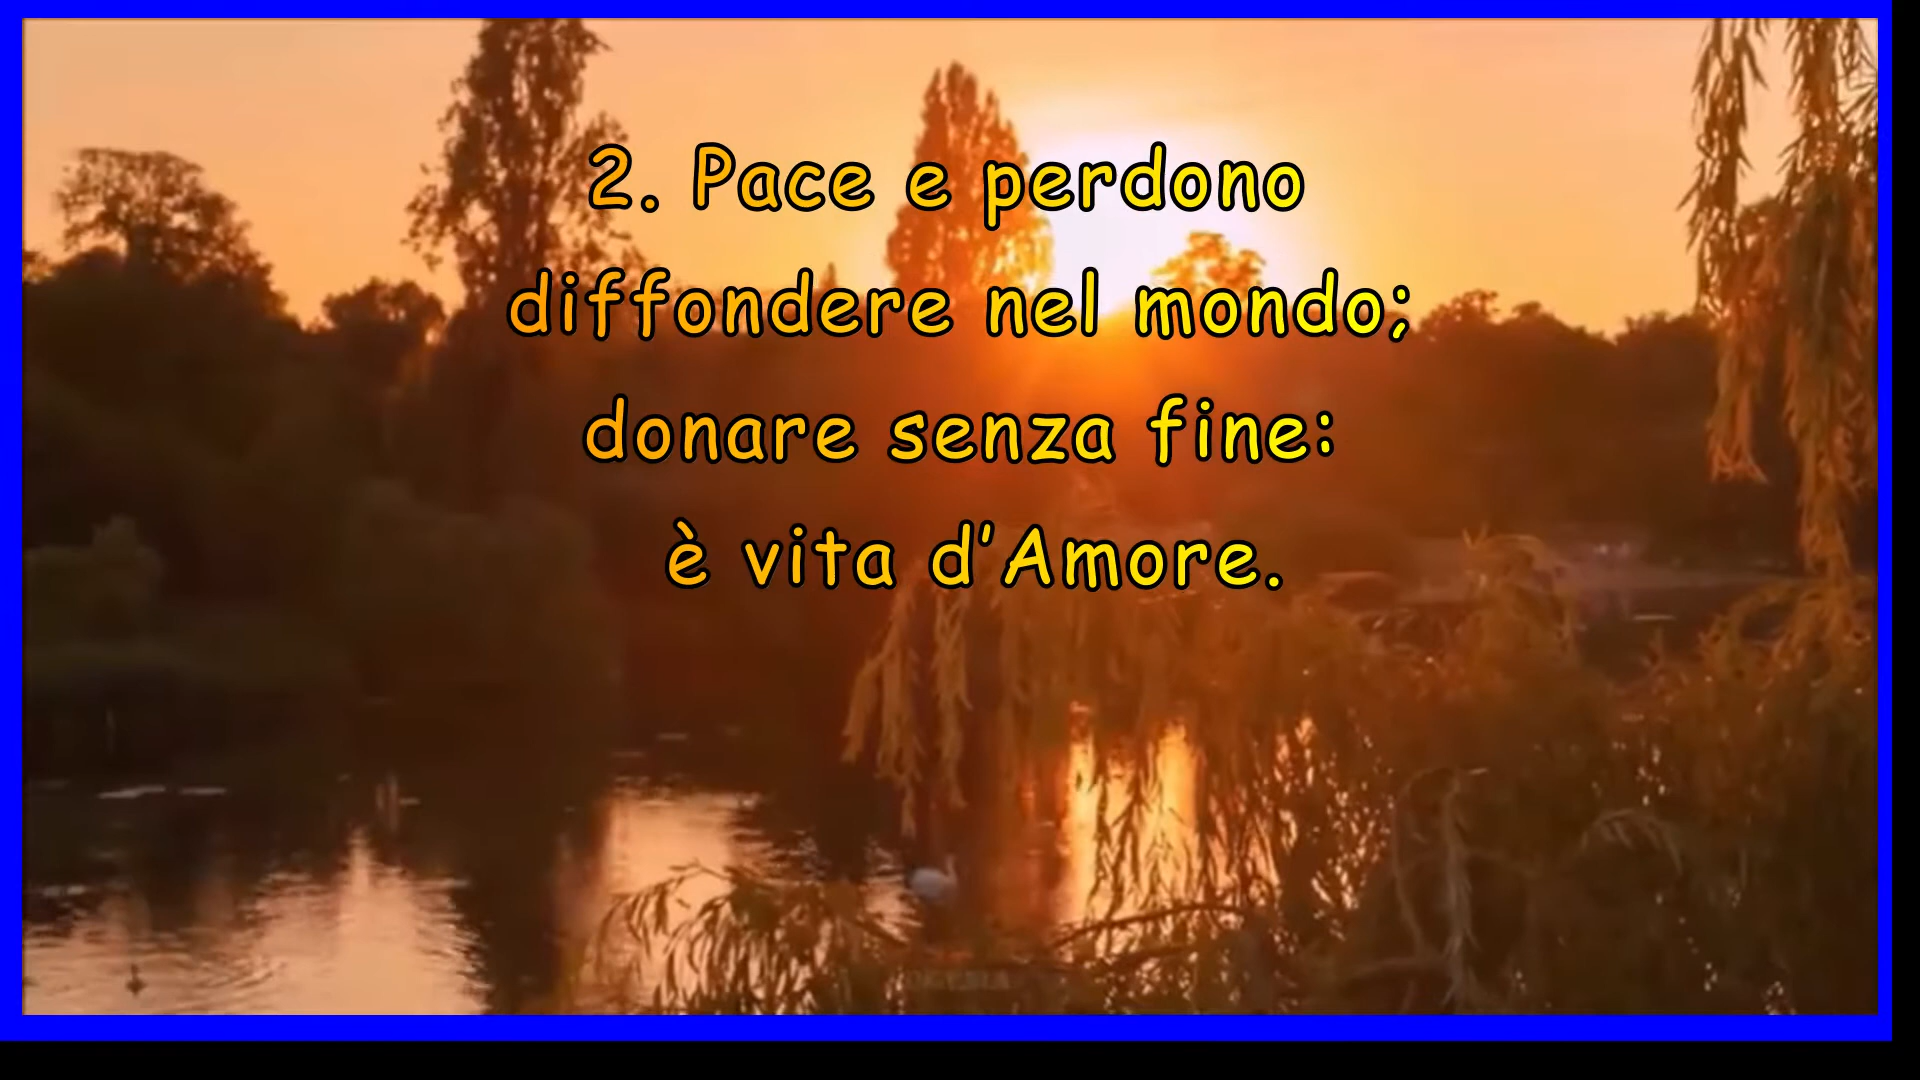 2. Pace e perdono
diffondere nel mondo;
donare senza fine:
è vita d'Amore.